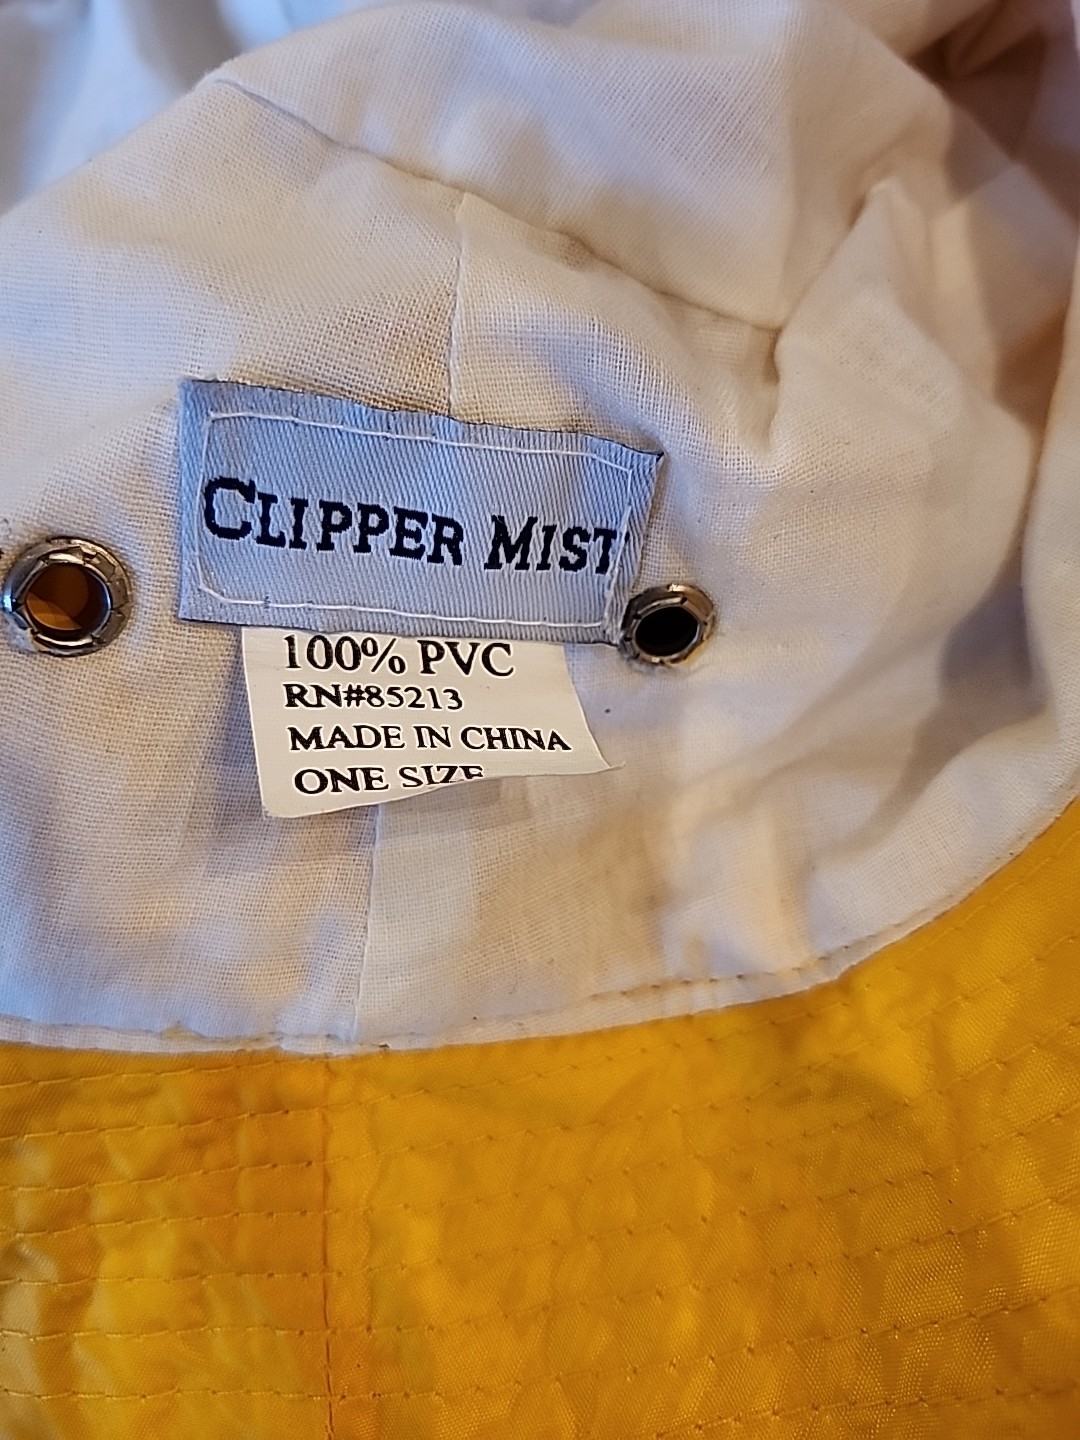 CLIPPER MIST
100% PVC
RN#85213
MADE IN CHINA
ONE SIZE